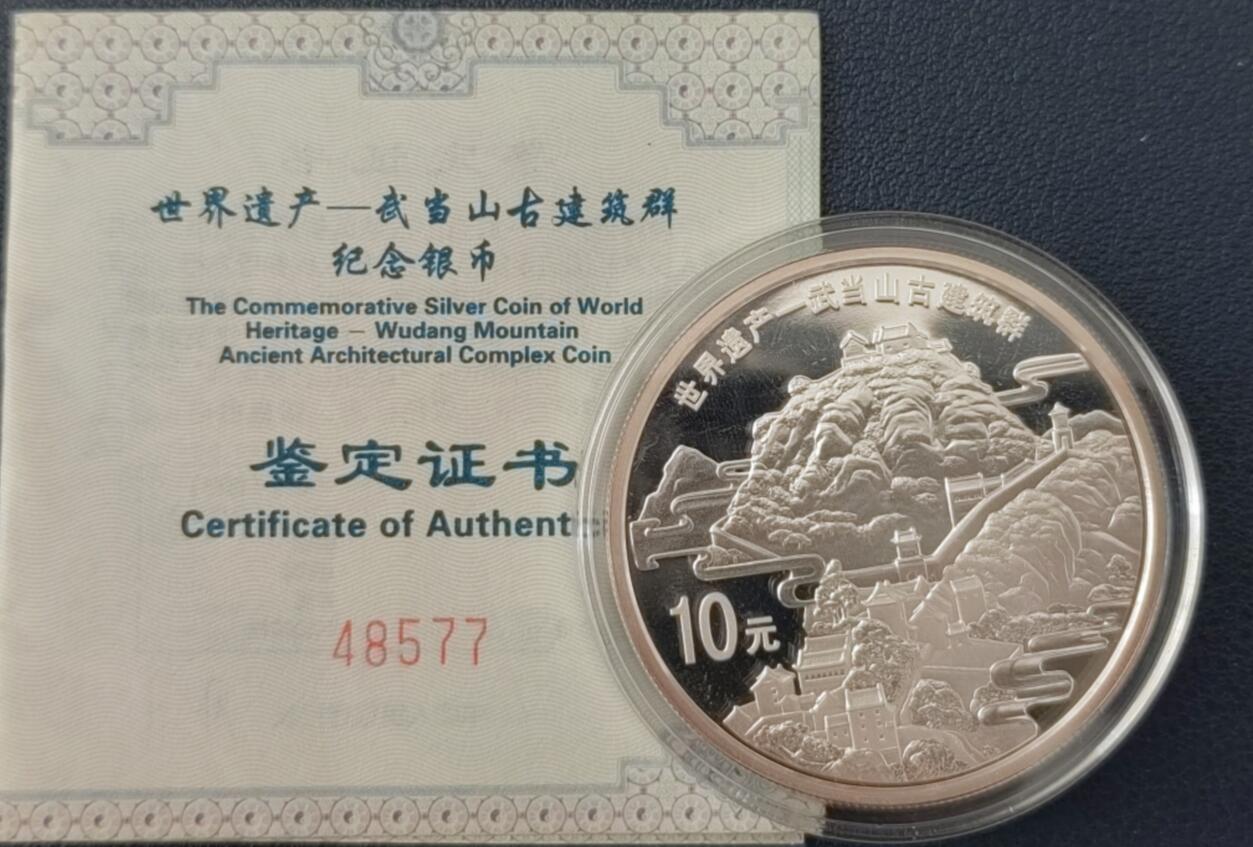 世界遗产—武当山古建筑群
纪念银币
The Commemorative Silver Coin of World
Heritage — Wudang Mountain
Ancient Architectural Complex Coin
鉴定证书
Certificate of
48577
世界遗产—武当山古建筑群
10元